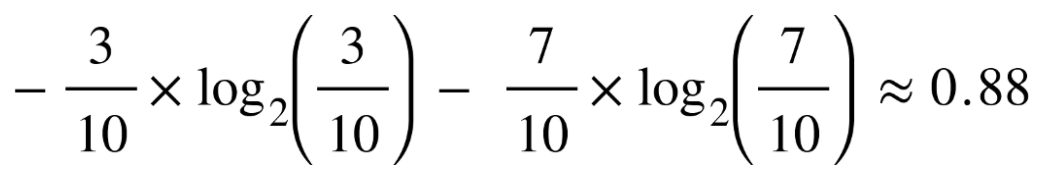 − 3/10 × log₂(3/10) − 7/10 × log₂(7/10) ≈ 0.88